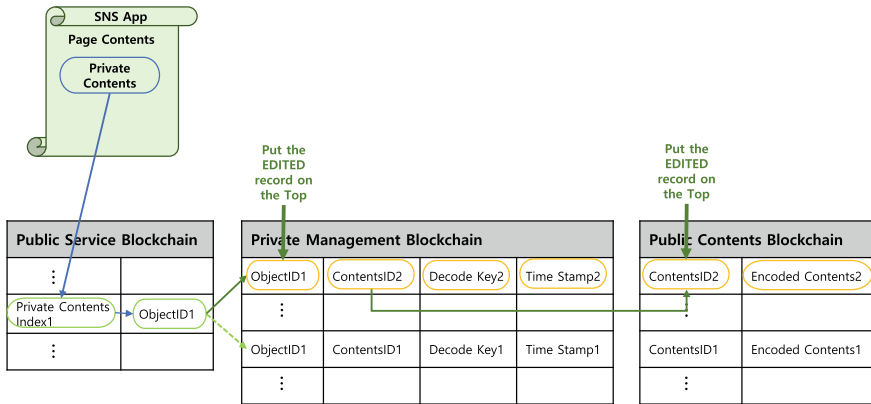 SNS App
Page Contents
Private
Contents
Put the
EDITED
record on
the Top
Put the
EDITED
record on
the Top
Public Service Blockchain
Private Contents
Index1
ObjectID1
Private Management Blockchain
ObjectID1 ContentsID2 Decode Key2 Time Stamp2
ObjectID1 ContentsID1 Decode Key1 Time Stamp1
Public Contents Blockchain
ContentsID2 Encoded Contents2
ContentsID1 Encoded Contents1